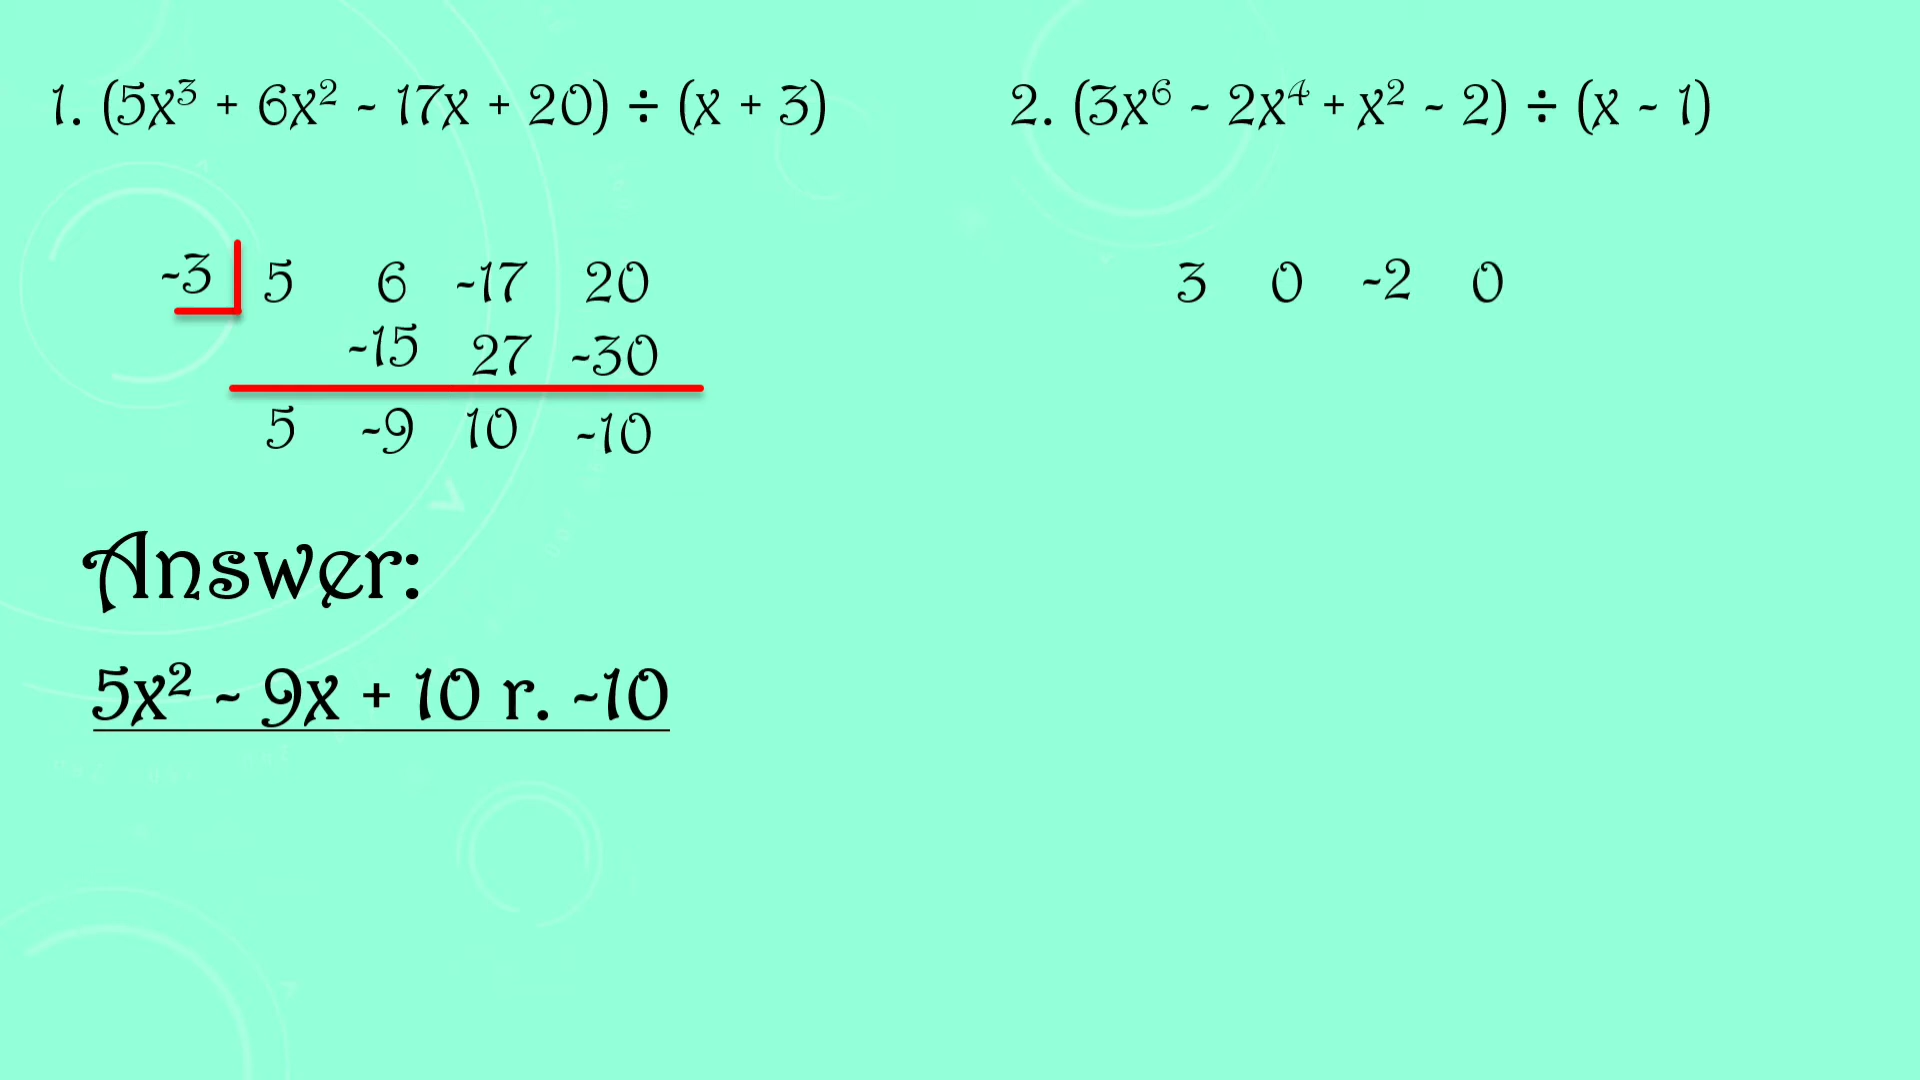 1. (5x³ + 6x² - 17x + 20) ÷ (x + 3)
-3 5 6 -17 20
-15 27 -30
5 -9 10 -10
Answer:
5x² - 9x + 10 r. -10
2. (3x⁶ - 2x⁴ + x² - 2) ÷ (x - 1)
3 0 -2 0